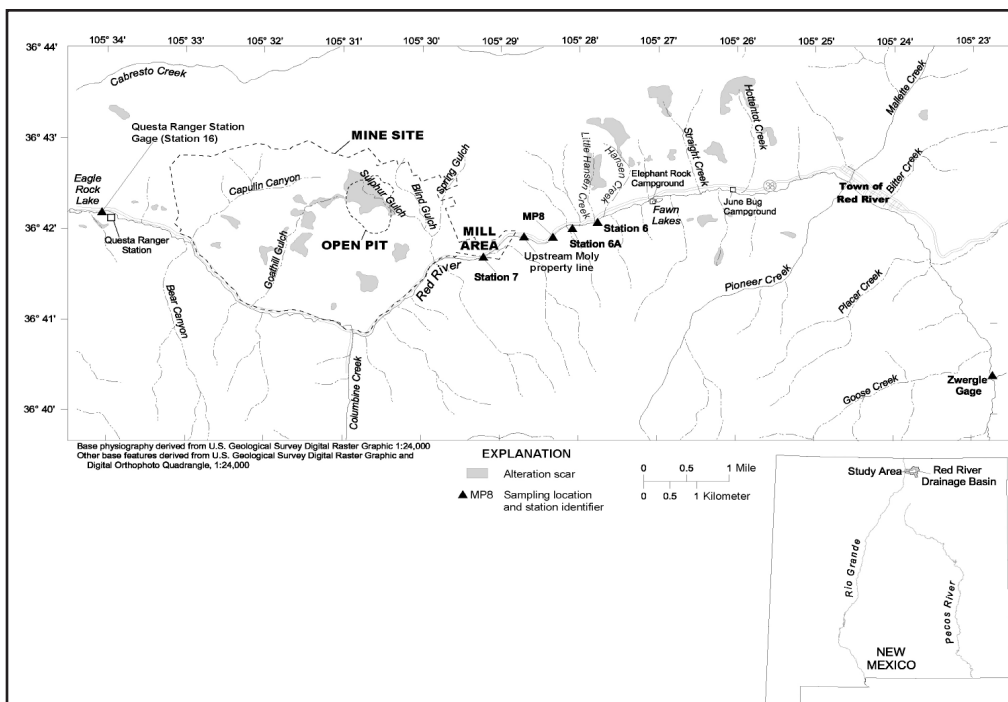 105° 34'
105° 33'
105° 32'
105° 31'
105° 30'
105° 29'
105° 28'
105° 27'
105° 26'
105° 25'
105° 24'
105° 23'
36° 44'
36° 43'
36° 42'
36° 41'
36° 40'
Cabresto Creek
Questa Ranger Station
Gage (Station 16)
MINE SITE
Eagle
Rock
Lake
Questa Ranger
Station
Capulin Canyon
Sulphur Gulch
Blind Gulch
Spring Gulch
Goathill Gulch
OPEN PIT
MILL
AREA
Bear Canyon
Columbine Creek
Red River
Station 7
MP8
Upstream Moly
property line
Station 6A
Station 6
Little Hansen Creek
Hansen
Creek
Elephant Rock
Campground
Fawn
Lakes
Straight Creek
Hottentot Creek
June Bug
Campground
Mallette Creek
Bitter Creek
Town of
Red River
Pioneer Creek
Placer Creek
Goose Creek
Zwergle
Gage
Base physiography derived from U.S. Geological Survey Digital Raster Graphic 1:24,000
Other base features derived from U.S. Geological Survey Digital Raster Graphic and
Digital Orthophoto Quadrangle, 1:24,000
EXPLANATION
Alteration scar
MP8 Sampling location
and station identifier
0 0.5 1 Mile
0 0.5 1 Kilometer
Study Area
Red River
Drainage Basin
Rio Grande
Pecos River
NEW
MEXICO